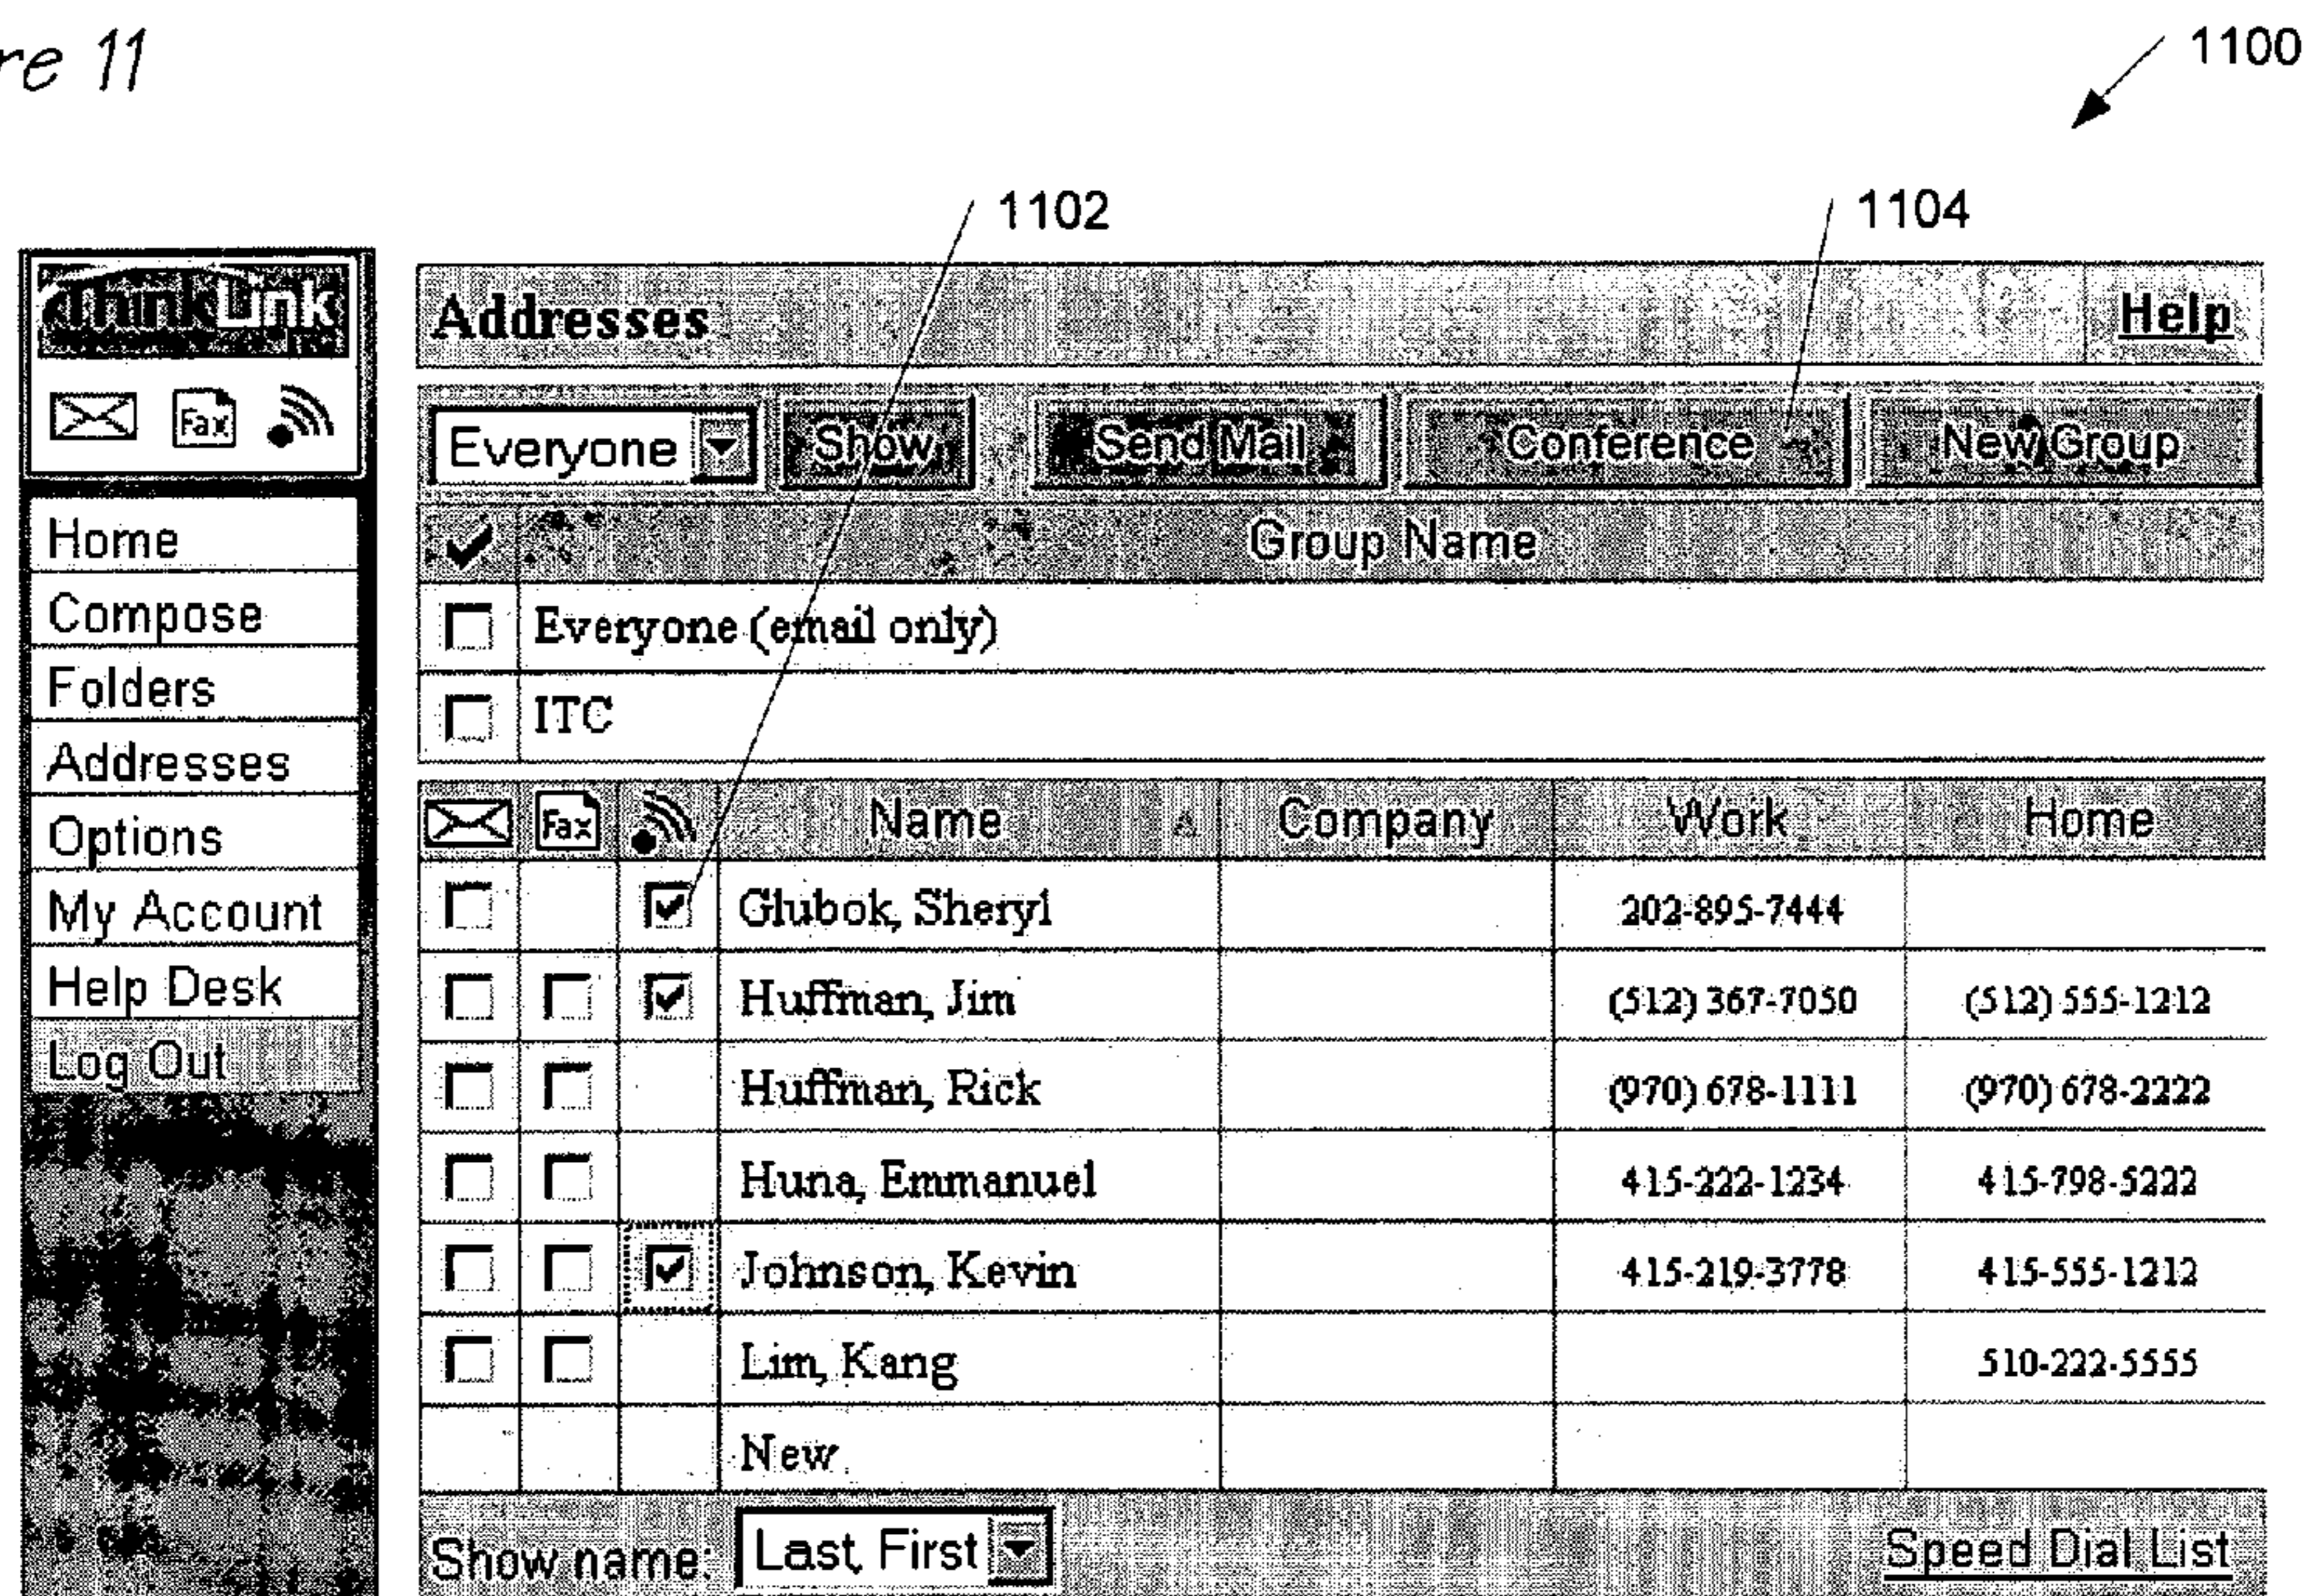 re 11
1100
1102
1104
ThinkLink
Addresses Help
Fax
Everyone Show Send Mail Conference New Group
Group Name
Everyone (email only)
ITC
Home
Compose
Folders
Addresses
Options
My Account
Help Desk
Log Out
Fax Name Company Work Home
Glubok, Sheryl 202-895-7444
Huffman, Jim (512) 367-7050 (512) 555-1212
Huffman, Rick (970) 678-1111 (970) 678-2222
Huna, Emmanuel 415-222-1234 415-798-5222
Johnson, Kevin 415-219-3778 415-555-1212
Lim, Kang 510-222-5555
New
Show name: Last, First Speed Dial List